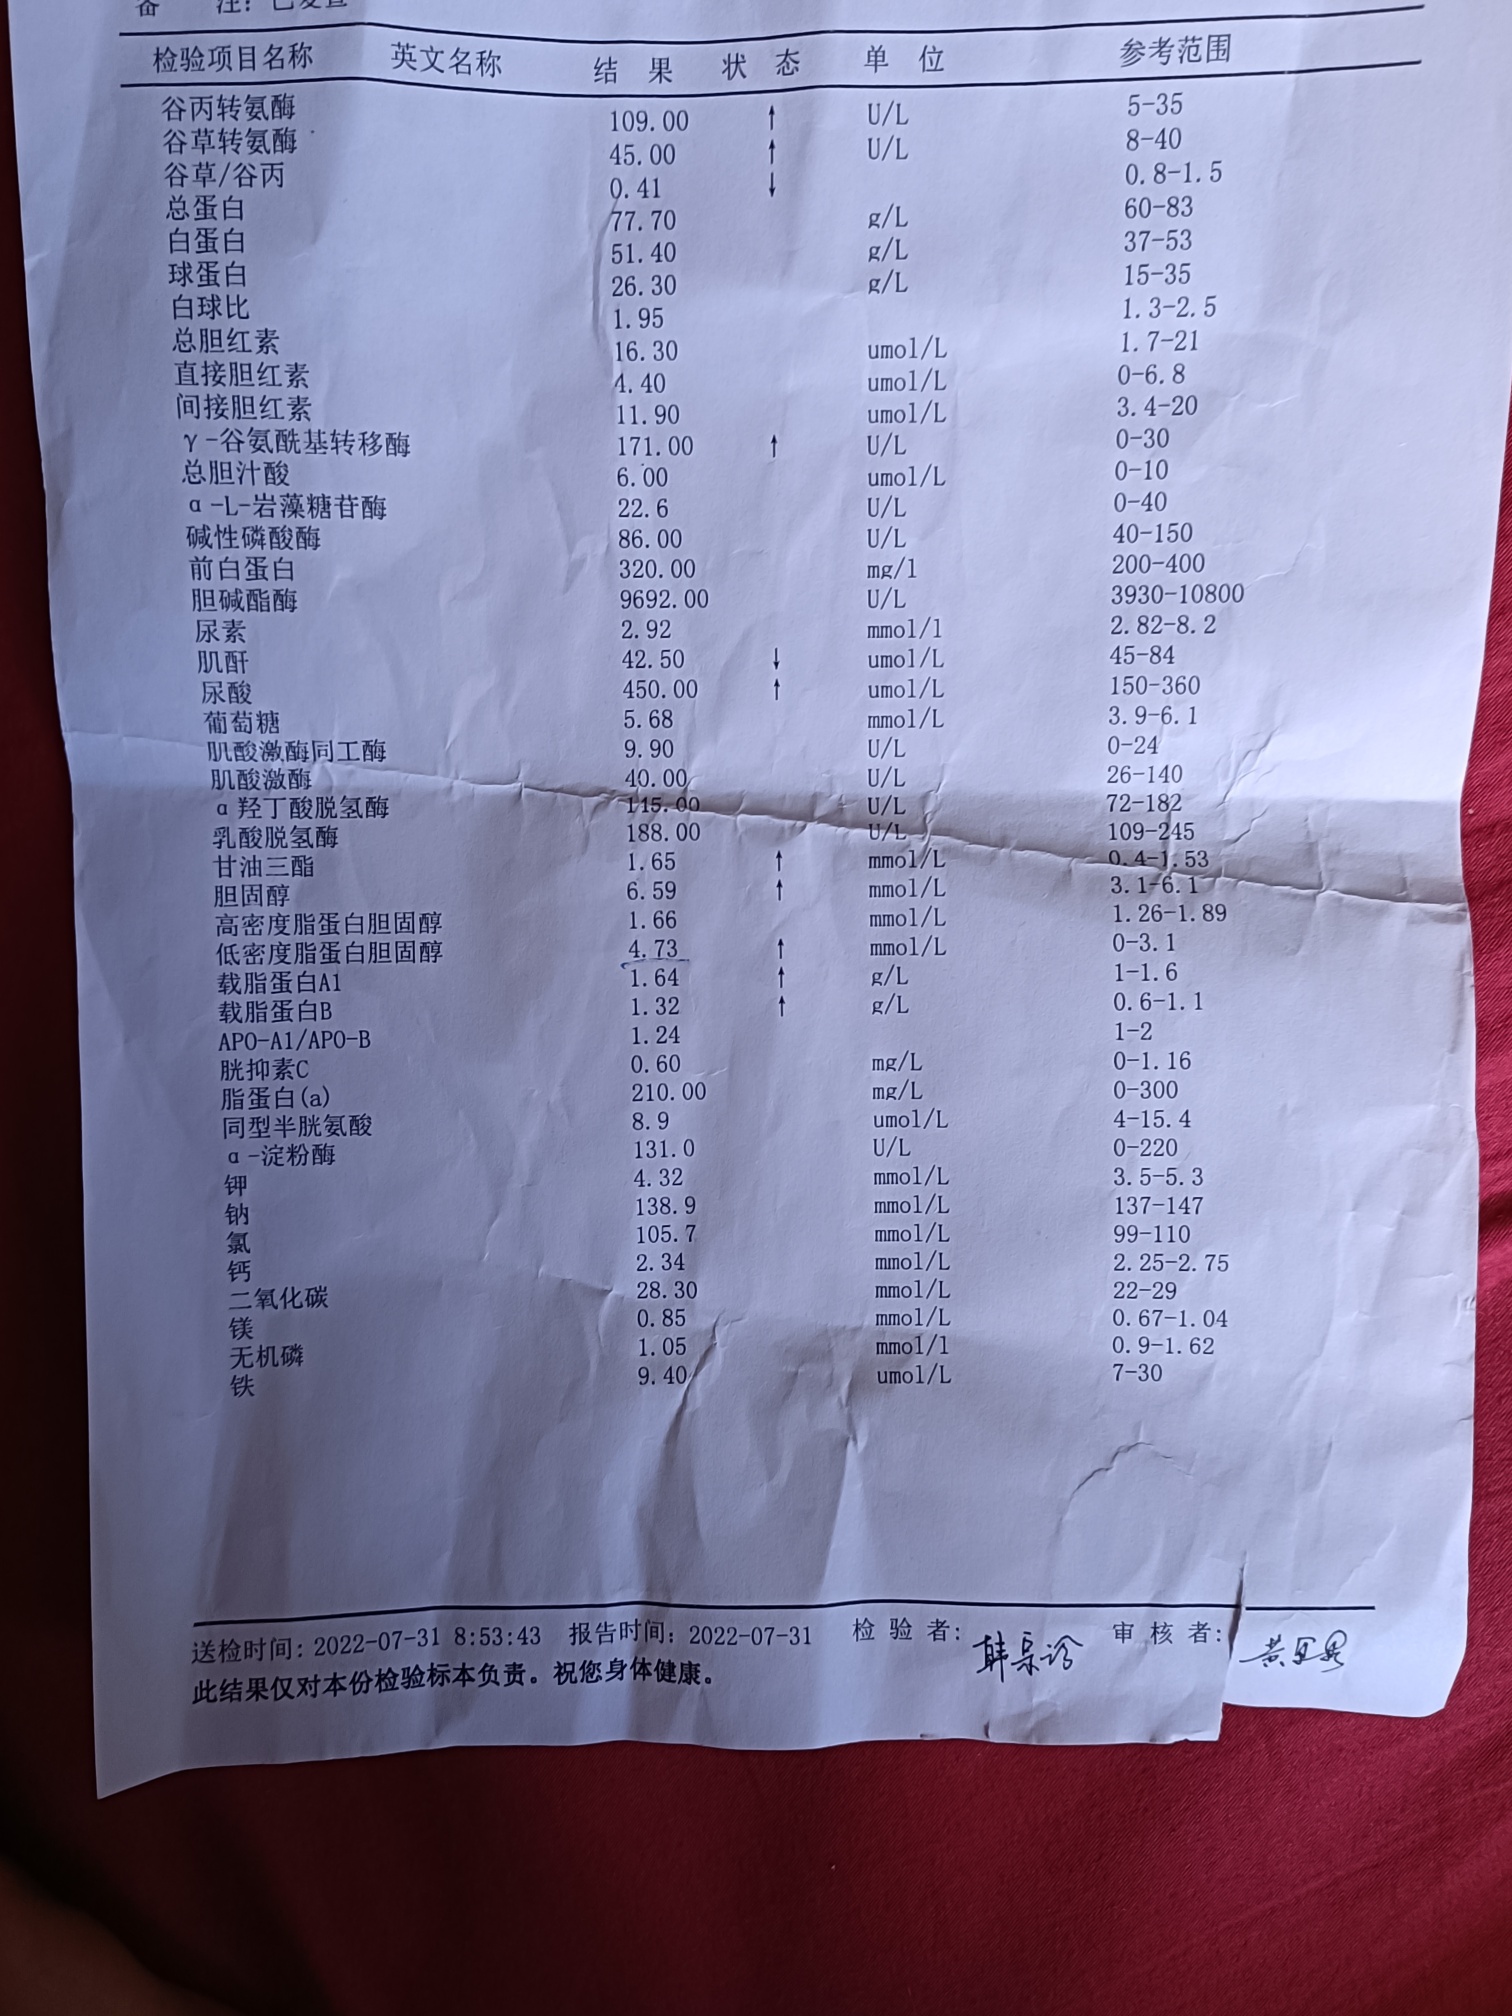 备 注：已复查
检验项目名称 英文名称 结 果 状 态 单 位 参考范围
谷丙转氨酶 109.00 ↑ U/L 5-35
谷草转氨酶 45.00 ↑ U/L 8-40
谷草/谷丙 0.41 ↓ 0.8-1.5
总蛋白 77.70 g/L 60-83
白蛋白 51.40 g/L 37-53
球蛋白 26.30 g/L 15-35
白球比 1.95 1.3-2.5
总胆红素 16.30 umol/L 1.7-21
直接胆红素 4.40 umol/L 0-6.8
间接胆红素 11.90 umol/L 3.4-20
γ-谷氨酰基转移酶 171.00 ↑ U/L 0-30
总胆汁酸 6.00 umol/L 0-10
α-L-岩藻糖苷酶 22.6 U/L 0-40
碱性磷酸酶 86.00 U/L 40-150
前白蛋白 320.00 mg/l 200-400
胆碱酯酶 9692.00 U/L 3930-10800
尿素 2.92 mmol/l 2.82-8.2
肌酐 42.50 ↓ umol/L 45-84
尿酸 450.00 ↑ umol/L 150-360
葡萄糖 5.68 mmol/L 3.9-6.1
肌酸激酶同工酶 9.90 U/L 0-24
肌酸激酶 40.00 U/L 26-140
α羟丁酸脱氢酶 115.00 U/L 72-182
乳酸脱氢酶 188.00 U/L 109-245
甘油三酯 1.65 ↑ mmol/L 0.4-1.53
胆固醇 6.59 ↑ mmol/L 3.1-6.1
高密度脂蛋白胆固醇 1.66 mmol/L 1.26-1.89
低密度脂蛋白胆固醇 4.73 ↑ mmol/L 0-3.1
载脂蛋白A1 1.64 ↑ g/L 1-1.6
载脂蛋白B 1.32 ↑ g/L 0.6-1.1
APO-A1/APO-B 1.24 1-2
胱抑素C 0.60 mg/L 0-1.16
脂蛋白(a) 210.00 mg/L 0-300
同型半胱氨酸 8.9 umol/L 4-15.4
α-淀粉酶 131.0 U/L 0-220
钾 4.32 mmol/L 3.5-5.3
钠 138.9 mmol/L 137-147
氯 105.7 mmol/L 99-110
钙 2.34 mmol/L 2.25-2.75
二氧化碳 28.30 mmol/L 22-29
镁 0.85 mmol/L 0.67-1.04
无机磷 1.05 mmol/l 0.9-1.62
铁 9.40 umol/L 7-30
送检时间：2022-07-31 8:53:43 报告时间：2022-07-31 检 验 者： 审 核 者：
此结果仅对本份检验标本负责。祝您身体健康。